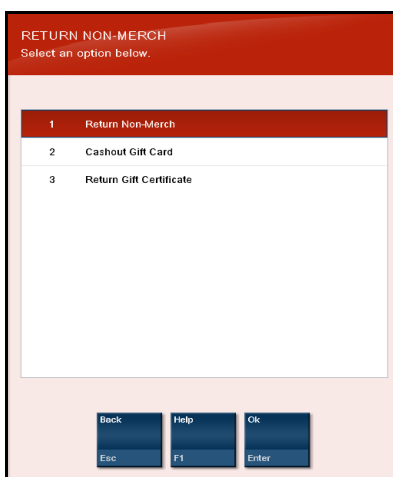 RETURN NON-MERCH
Select an option below.
1 Return Non-Merch
2 Cashout Gift Card
3 Return Gift Certificate
Back Help Ok
Esc F1 Enter